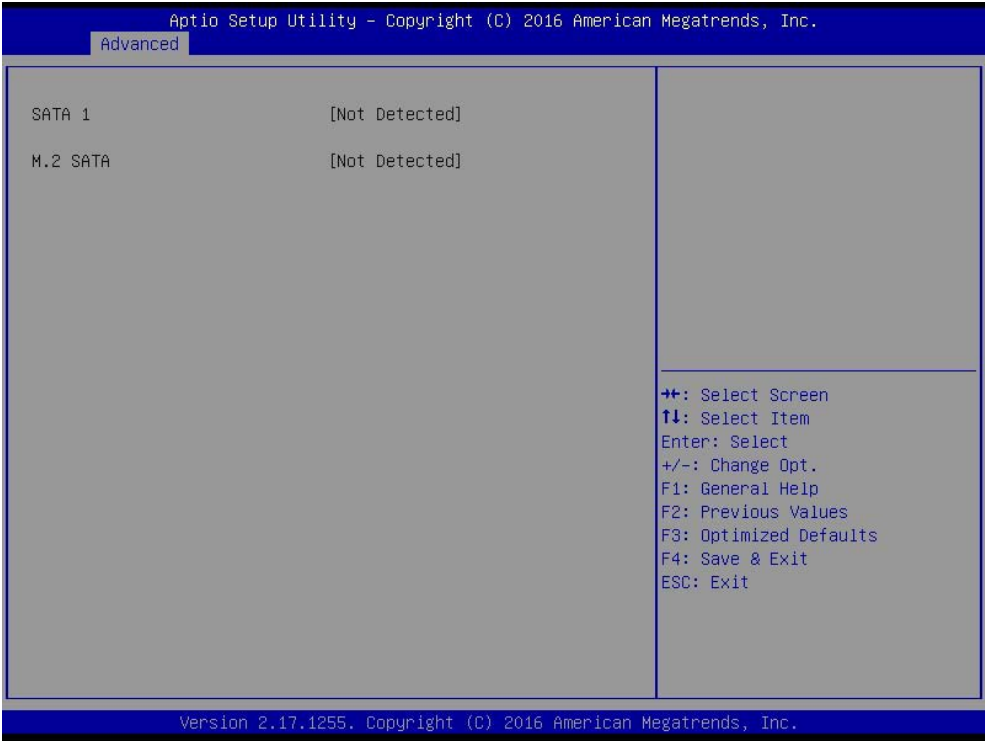 Aptio Setup Utility – Copyright (C) 2016 American Megatrends, Inc.
Advanced
SATA 1 [Not Detected]
M.2 SATA [Not Detected]
→←: Select Screen
↑↓: Select Item
Enter: Select
+/-: Change Opt.
F1: General Help
F2: Previous Values
F3: Optimized Defaults
F4: Save & Exit
ESC: Exit
Version 2.17.1255. Copyright (C) 2016 American Megatrends, Inc.